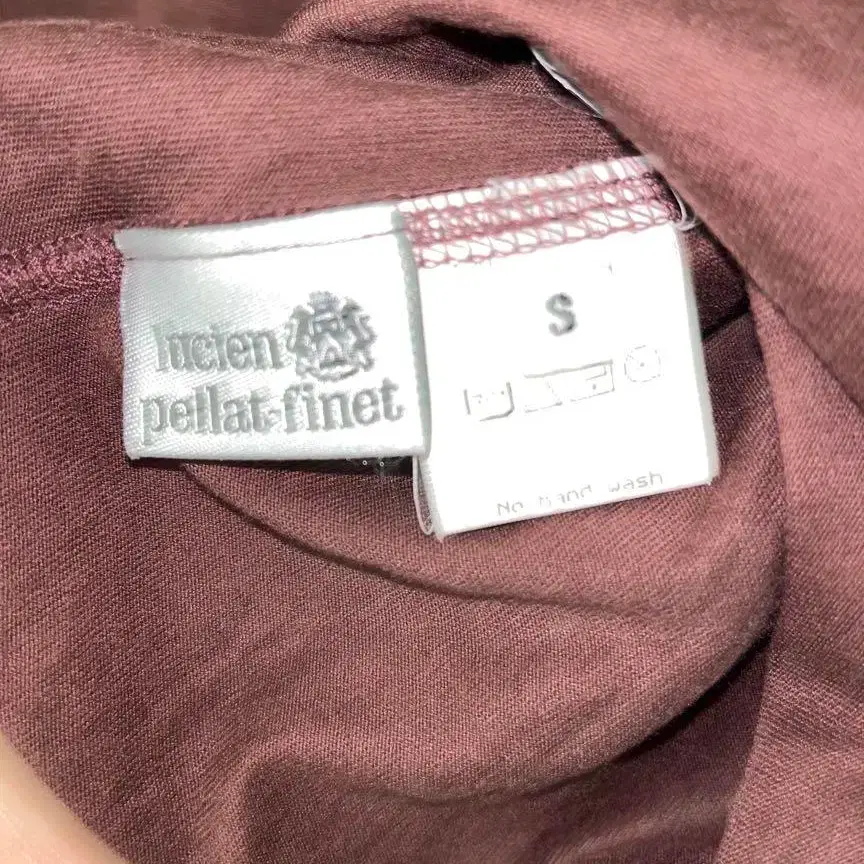 lucien
pellat-finet
S
No hand wash